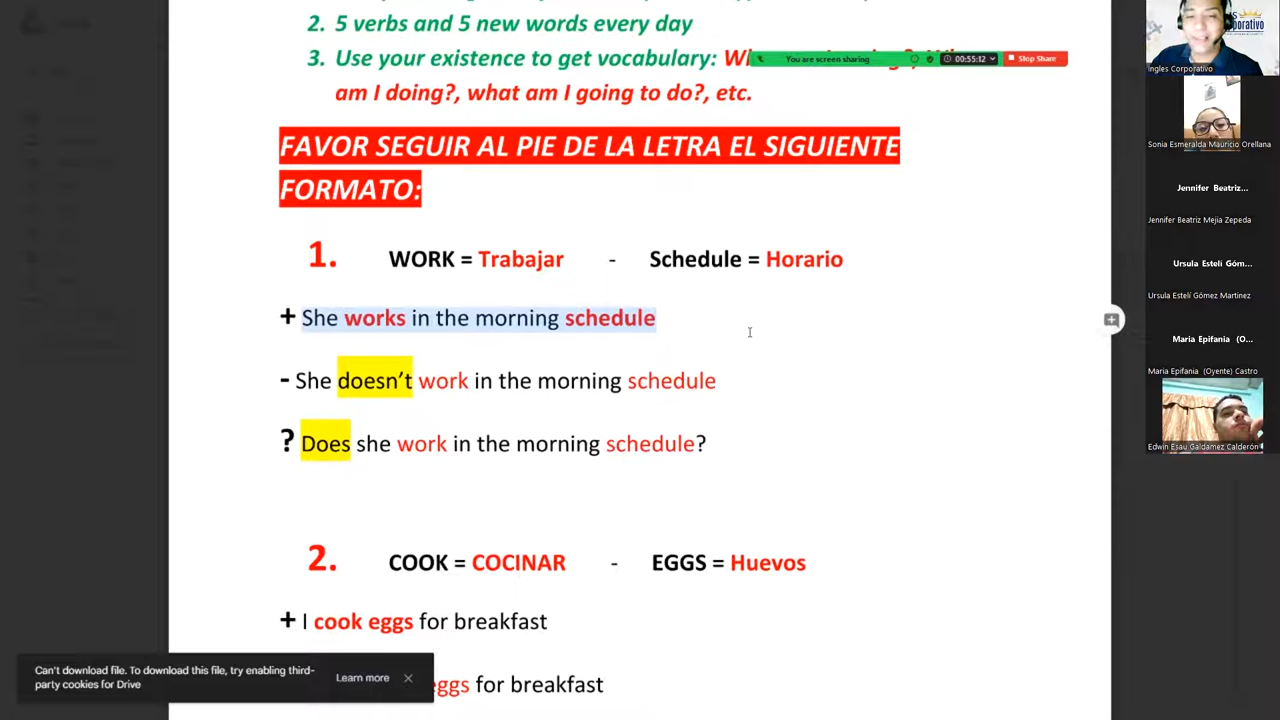 2. 5 verbs and 5 new words every day
3. Use your existence to get vocabulary:
You are screen sharing
00:55:12
Stop Share
am I doing?, what am I going to do?, etc.
FAVOR SEGUIR AL PIE DE LA LETRA EL SIGUIENTE
FORMATO:
1. WORK = Trabajar - Schedule = Horario
+ She works in the morning schedule
- She doesn't work in the morning schedule
? Does she work in the morning schedule?
2. COOK = COCINAR - EGGS = Huevos
+ I cook eggs for breakfast
eggs for breakfast
Can't download file. To download this file, try enabling third-
party cookies for Drive
Learn more
Ingles Corporativo
Sonia Esmeralda Mauricio Orellana
Jennifer Beatriz...
Jennifer Beatriz Mejia Zepeda
Ursula Estelí Góm...
Ursula Estelí Gómez Martinez
Maria Epifania (O...
Maria Epifania (Oyente) Castro
Edwin Esau Galdamez Calderón